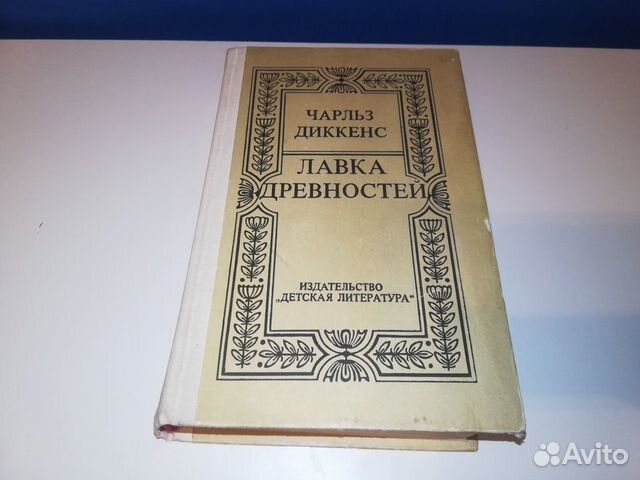 ЧАРЛЬЗ
ДИККЕНС
ЛАВКА
ДРЕВНОСТЕЙ
ИЗДАТЕЛЬСТВО
„ДЕТСКАЯ ЛИТЕРАТУРА“
Avito